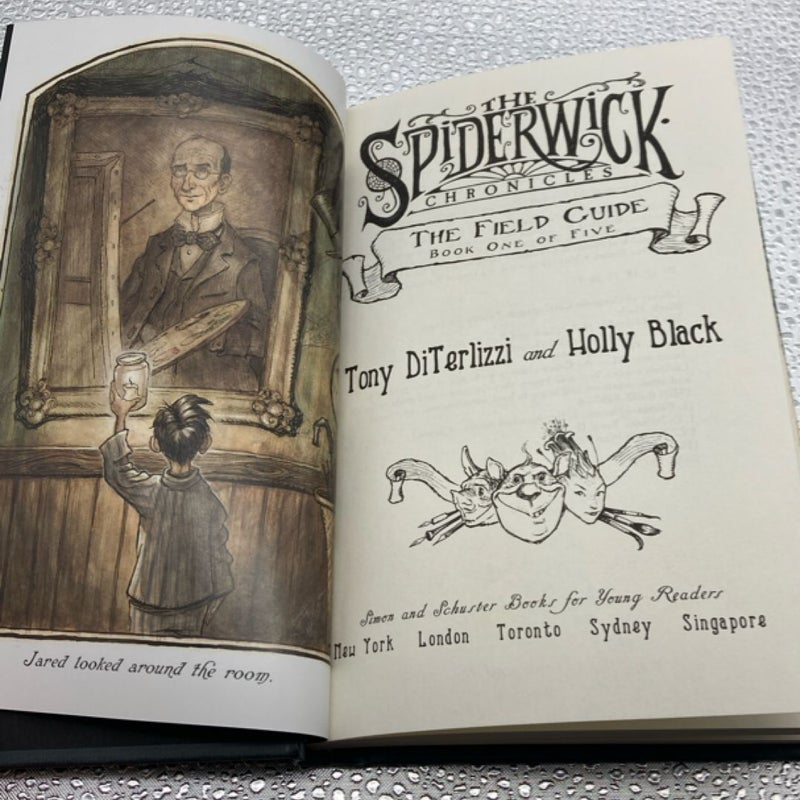 Jared looked around the room.
THE
SPIDERWICK
CHRONICLES
THE FIELD GUIDE
BOOK ONE OF FIVE
Tony DiTerlizzi and Holly Black
Simon and Schuster Books for Young Readers
New York London Toronto Sydney Singapore